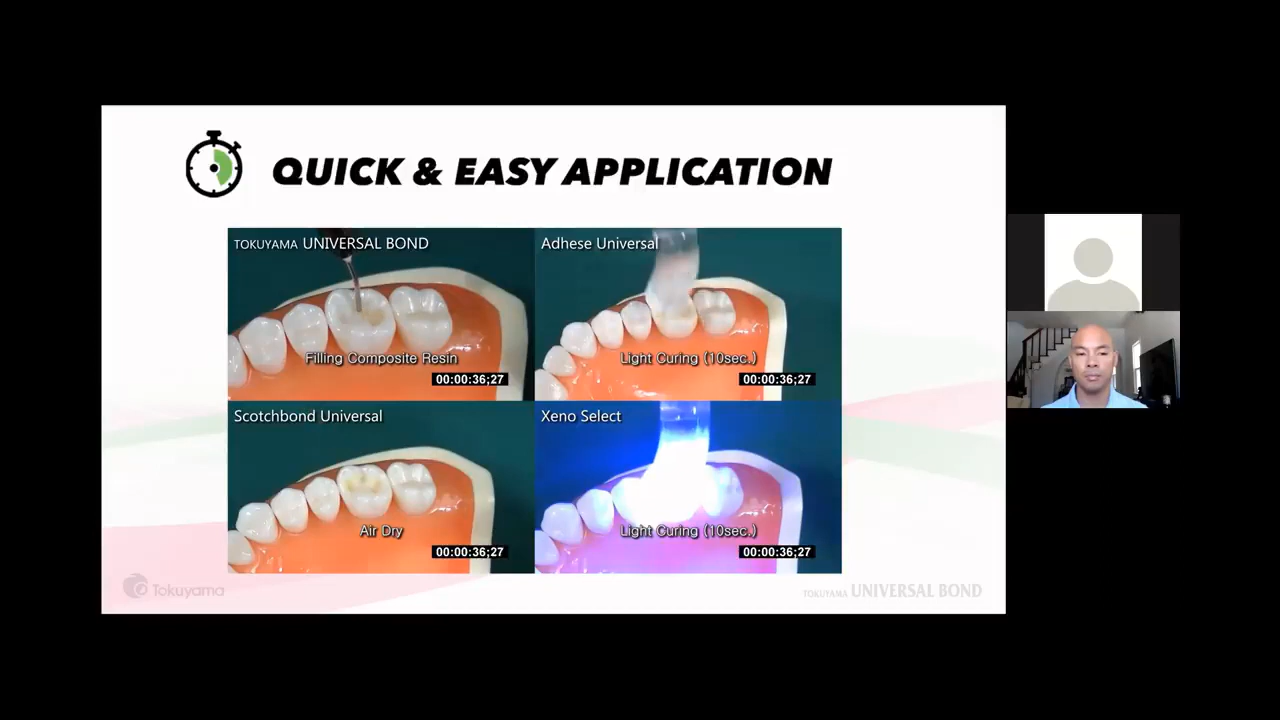 QUICK & EASY APPLICATION
TOKUYAMA UNIVERSAL BOND
Filling Composite Resin
00:00:36;27
Adhese Universal
Light Curing (10sec.)
00:00:36;27
Scotchbond Universal
Air Dry
00:00:36;27
Xeno Select
Light Curing (10sec.)
00:00:36;27
Tokuyama
TOKUYAMA UNIVERSAL BOND